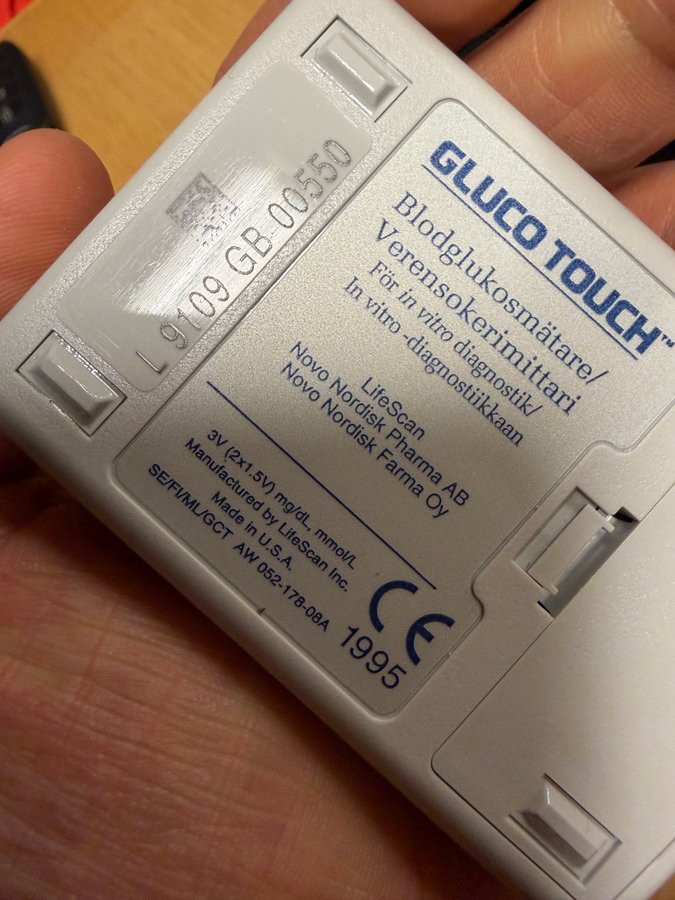 GLUCO TOUCH™
Blodglukosmätare/
Verensokerimittari
För in vitro diagnostik/
In vitro -diagnostiikkaan
LifeScan
Novo Nordisk Pharma AB
Novo Nordisk Farma Oy
3V (2x1.5V) mg/dL, mmol/L
Manufactured by LifeScan Inc.
Made in U.S.A.
SE/FI/ML/GCT AW 052-178-08A
CE
1995
L 9109 GB 00550